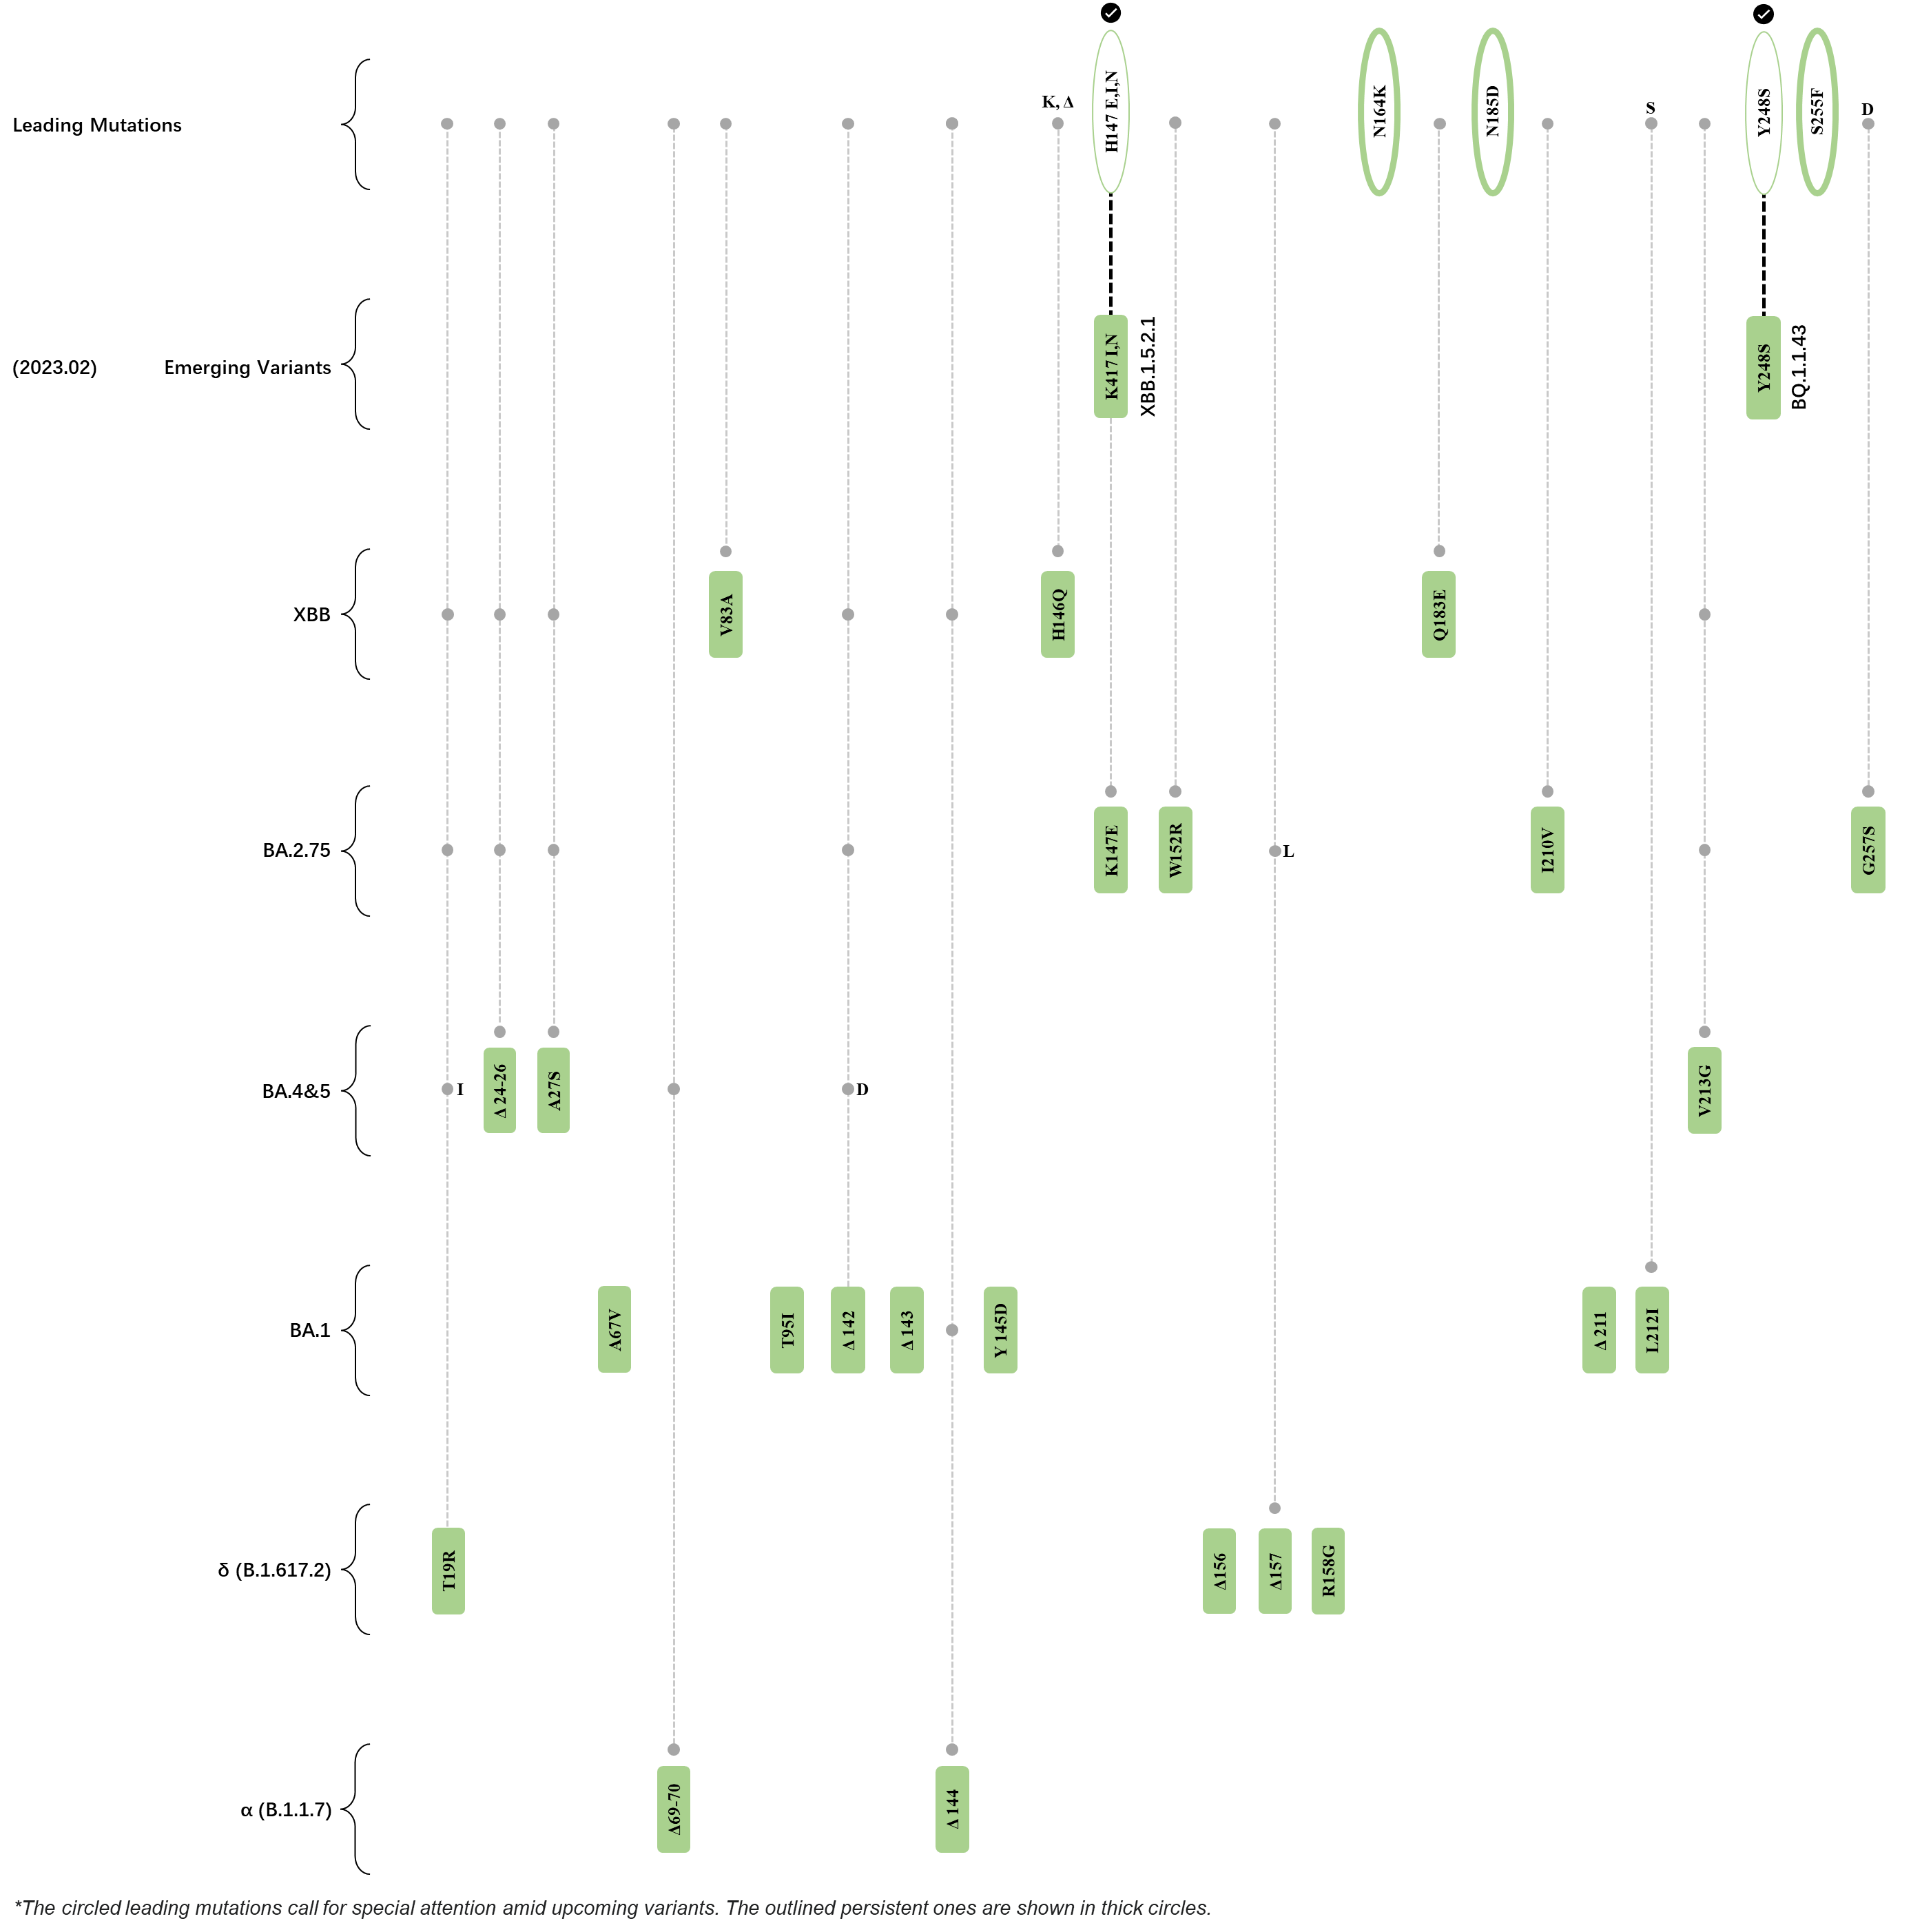 K, Δ
H147 E,I,N
N164K
N185D
S
Y248S
S255F
D
Leading Mutations
(2023.02)
Emerging Variants
K417 I,N
XBB.1.5.2.1
Y248S
BQ.1.1.43
XBB
V83A
H146Q
Q183E
BA.2.75
K147E
W152R
L
I210V
G257S
BA.4&5
I
Δ 24-26
A27S
D
V213G
BA.1
A67V
T95I
Δ 142
Δ 143
Y 145D
Δ 211
L212I
δ (B.1.617.2)
T19R
Δ156
Δ157
R158G
α (B.1.1.7)
Δ69-70
Δ 144
*The circled leading mutations call for special attention amid upcoming variants. The outlined persistent ones are shown in thick circles.